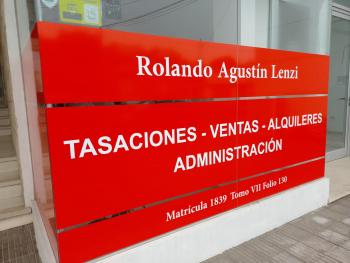 Rolando Agustín Lenzi
TASACIONES - VENTAS - ALQUILERES
ADMINISTRACIÓN
Matrícula 1839 Tomo VII Folio 130